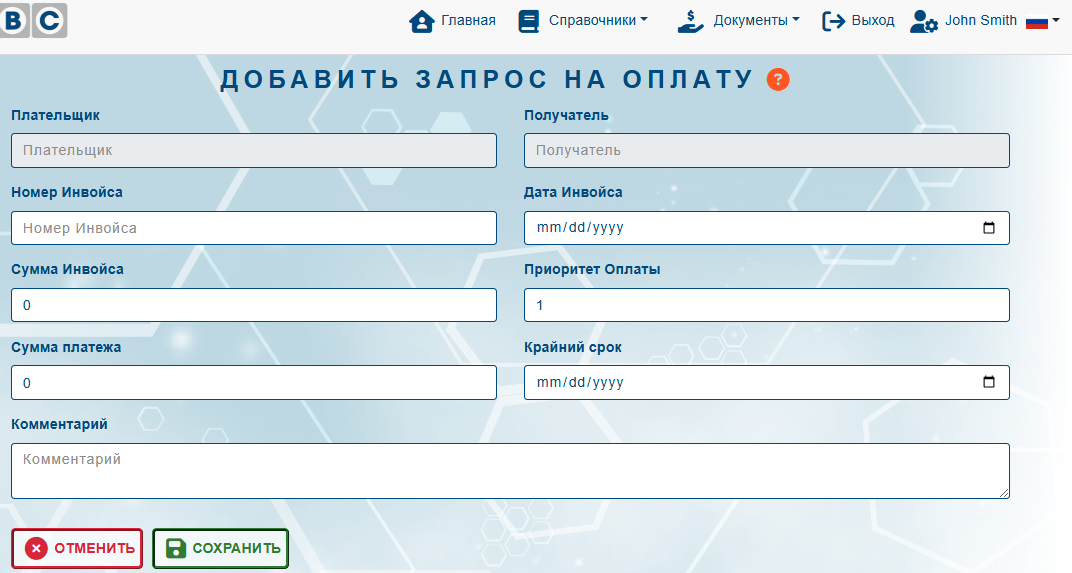 B C Главная Справочники Документы Выход John Smith
ДОБАВИТЬ ЗАПРОС НА ОПЛАТУ ?
Плательщик Получатель
Плательщик Получатель
Номер Инвойса Дата Инвойса
Номер Инвойса mm/dd/yyyy
Сумма Инвойса Приоритет Оплаты
0 1
Сумма платежа Крайний срок
0 mm/dd/yyyy
Комментарий
Комментарий
ОТМЕНИТЬ СОХРАНИТЬ